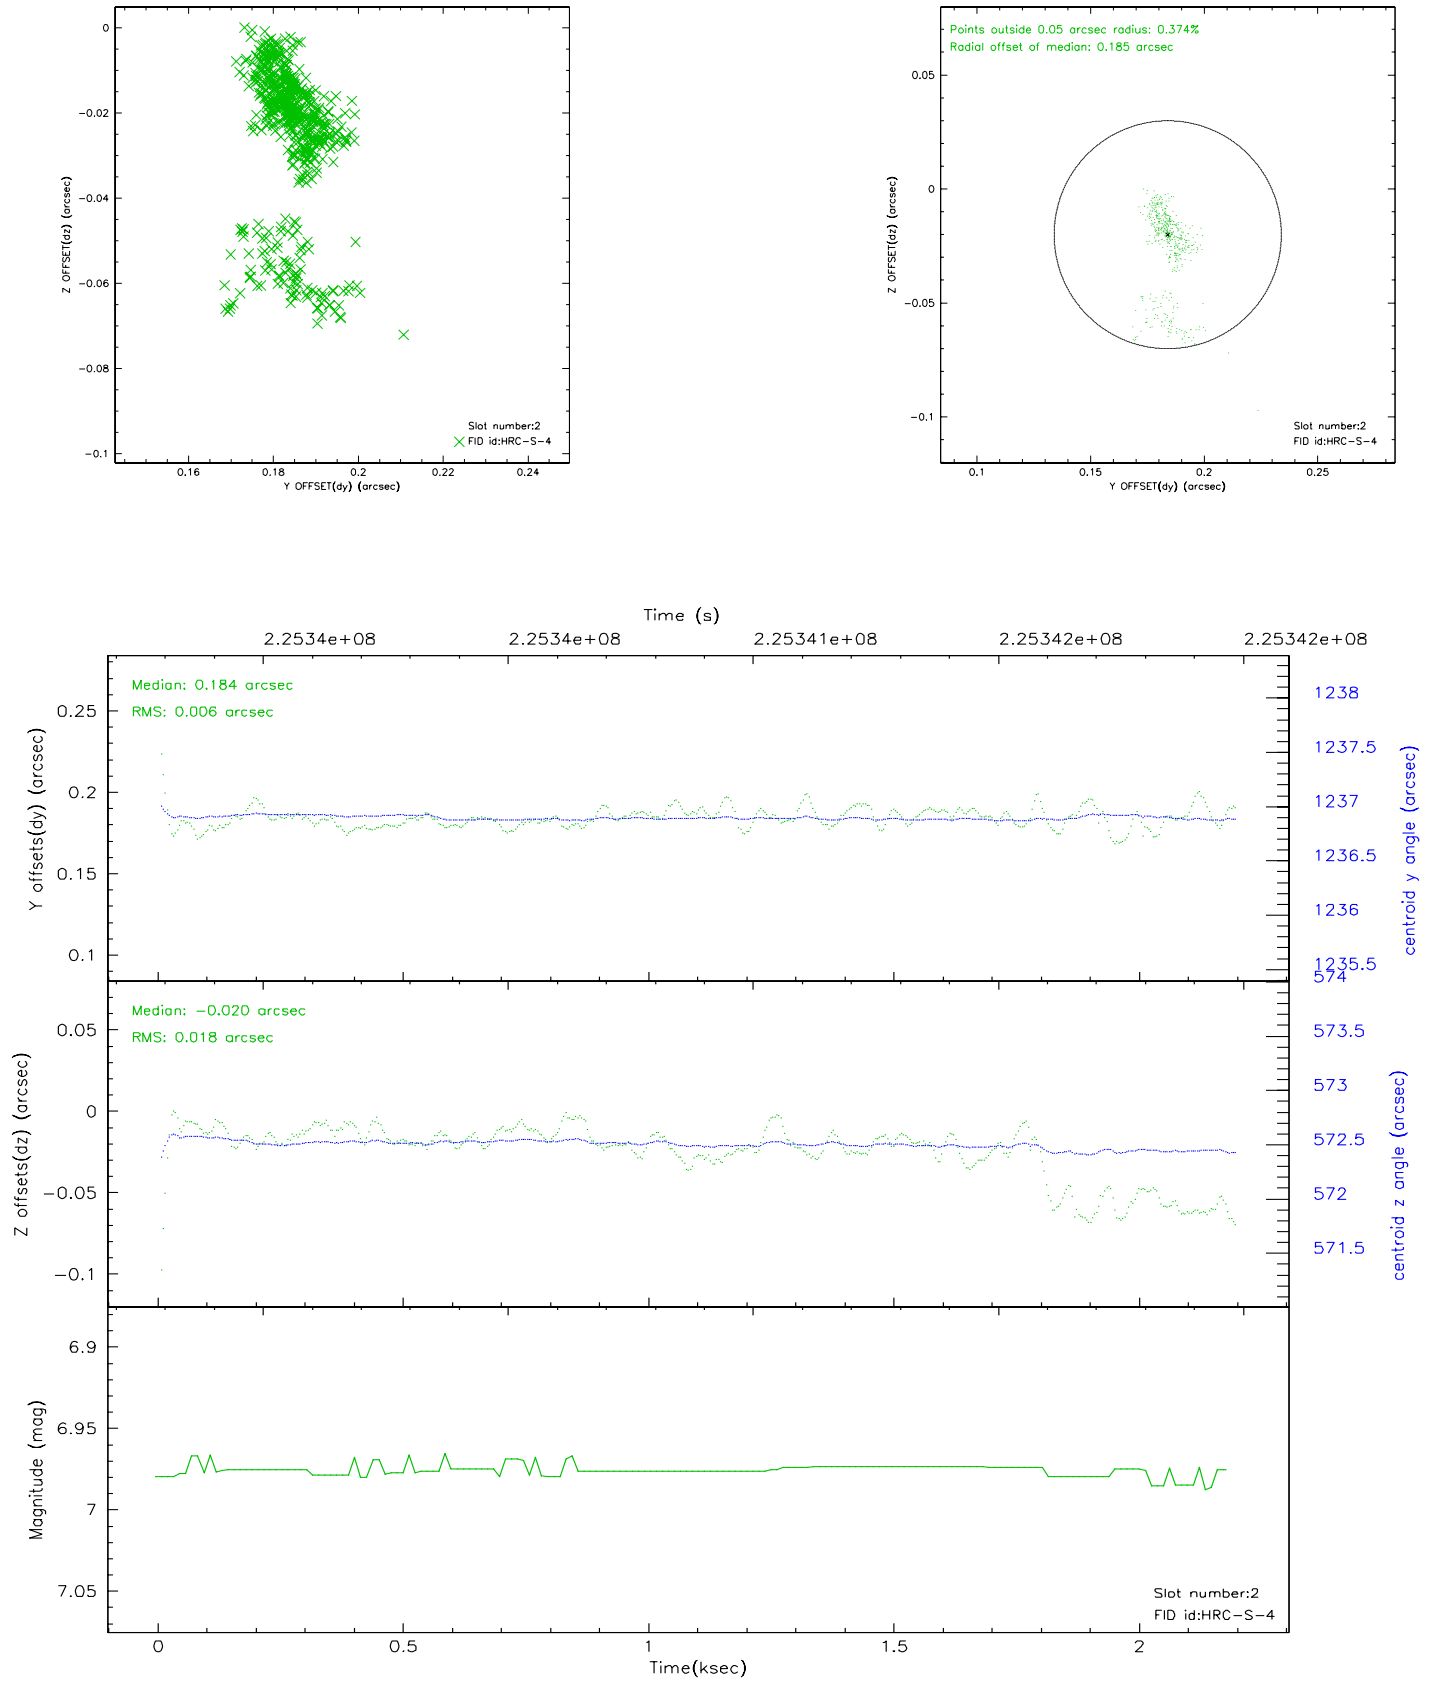 0
-0.02
-0.04
-0.06
-0.08
-0.1
Z OFFSET(dz) (arcsec)
Slot number:2
FID id:HRC-S-4
0.16 0.18 0.2 0.22 0.24
Y OFFSET(dy) (arcsec)
Points outside 0.05 arcsec radius: 0.374%
Radial offset of median: 0.185 arcsec
0.05
0
-0.05
-0.1
Z OFFSET(dz) (arcsec)
Slot number:2
FID id:HRC-S-4
0.1 0.15 0.2 0.25
Y OFFSET(dy) (arcsec)
Time (s)
2.2534e+08 2.2534e+08 2.25341e+08 2.25342e+08 2.25342e+08
Median: 0.184 arcsec
RMS: 0.006 arcsec
0.25
0.2
0.15
0.1
Y offsets(dy) (arcsec)
1238
1237.5
1237
1236.5
1236
1235.5
centroid y angle (arcsec)
Median: -0.020 arcsec
RMS: 0.018 arcsec
0.05
0
-0.05
-0.1
Z offsets(dz) (arcsec)
574
573.5
573
572.5
572
571.5
centroid z angle (arcsec)
6.9
6.95
7
7.05
Magnitude (mag)
Slot number:2
FID id:HRC-S-4
0 0.5 1 1.5 2
Time(ksec)